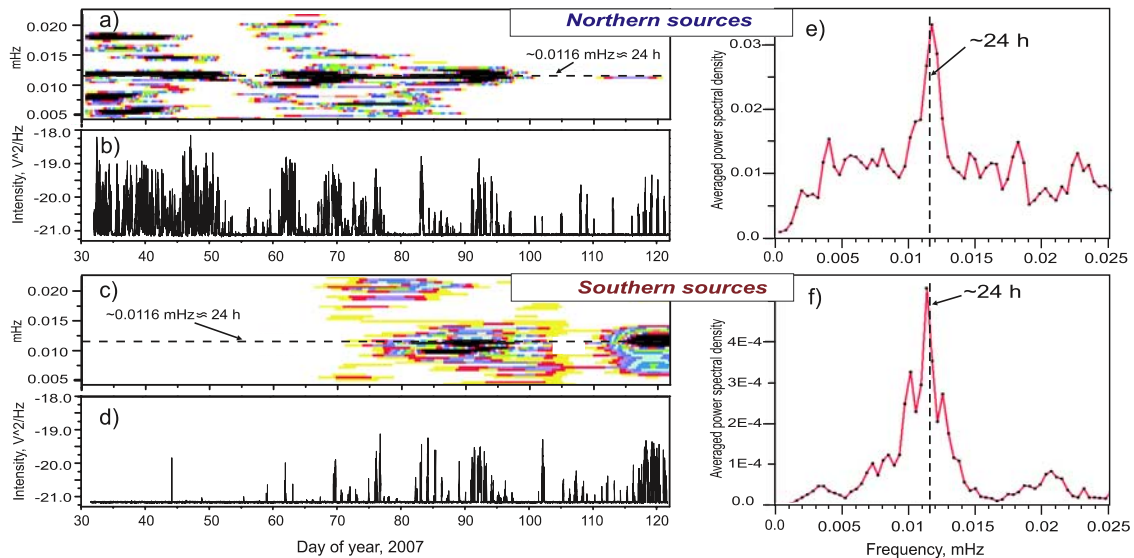 Northern sources
a)
0.020
0.015
0.010
0.005
mHz
~0.0116 mHz≈ 24 h
b)
-18.0
-19.0
-20.0
-21.0
Intensity, V^2/Hz
30 40 50 60 70 80 90 100 110 120
e)
~24 h
0.03
0.02
0.01
0.0
Averaged power spectral density
0.0 0.005 0.010 0.015 0.020 0.025
Southern sources
c)
0.020
0.015
0.010
0.005
mHz
~0.0116 mHz≈ 24 h
d)
-18.0
-19.0
-20.0
-21.0
Intensity, V^2/Hz
30 40 50 60 70 80 90 100 110 120
Day of year, 2007
f)
~24 h
4E-4
3E-4
2E-4
1E-4
0.0
Averaged power spectral density
0.0 0.005 0.010 0.015 0.02 0.025
Frequency, mHz